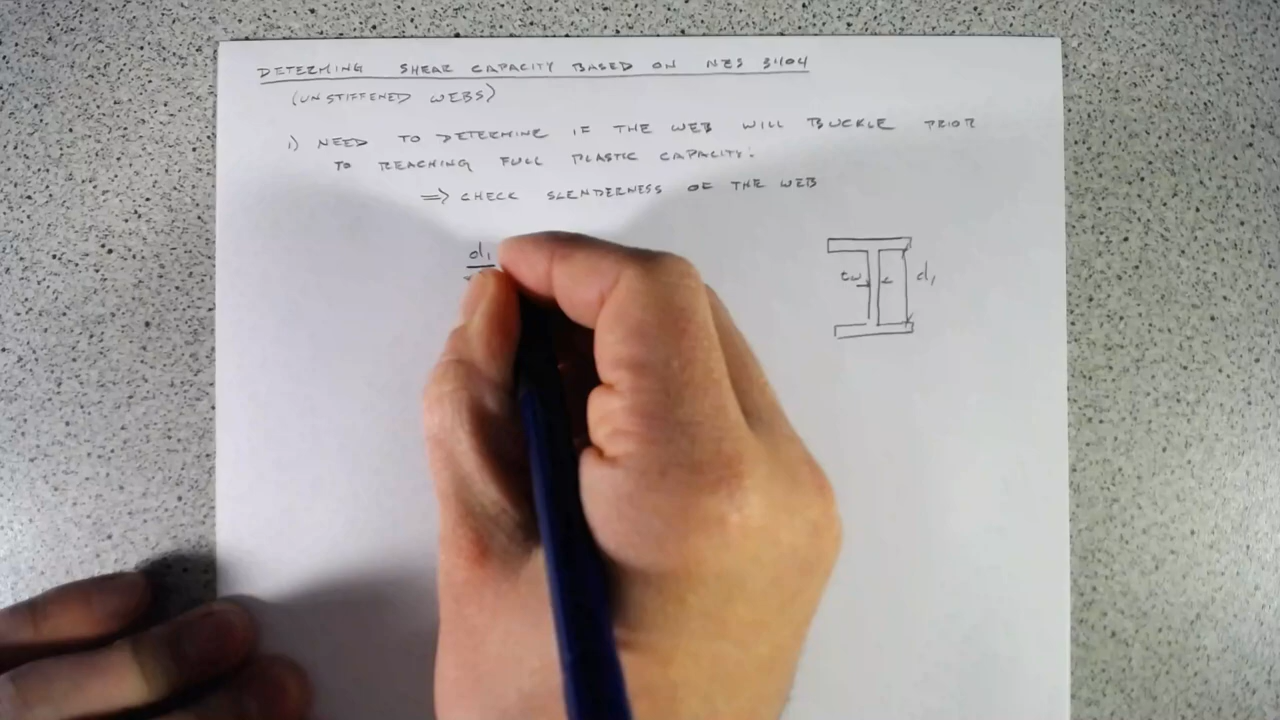 DETERMING SHEAR CAPACITY BASED ON NZS 3404
(UNSTIFFENED WEBS)
1) NEED TO DETERMINE IF THE WEB WILL BUCKLE PRIOR
TO REACHING FULL PLASTIC CAPACITY.
=> CHECK SLENDERNESS OF THE WEB
d1
tw
d1